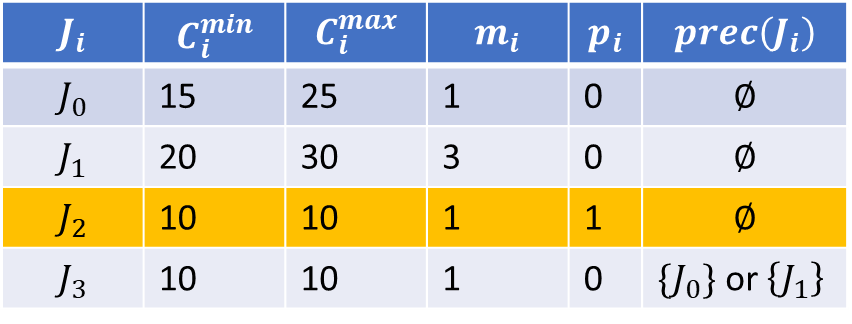 J_i C_i^min C_i^max m_i p_i prec(J_i)
J_0 15 25 1 0 ∅
J_1 20 30 3 0 ∅
J_2 10 10 1 1 ∅
J_3 10 10 1 0 {J_0} or {J_1}